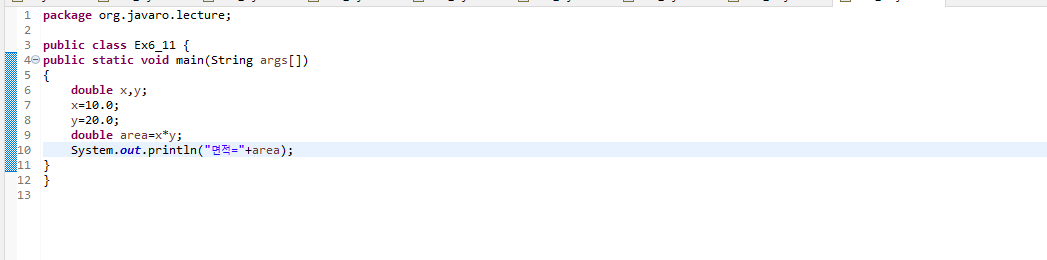 1 package org.javaro.lecture;
2
3 public class Ex6_11 {
4 public static void main(String args[])
5 {
6     double x,y;
7     x=10.0;
8     y=20.0;
9     double area=x*y;
10     System.out.println("면적="+area);
11 }
12 }
13